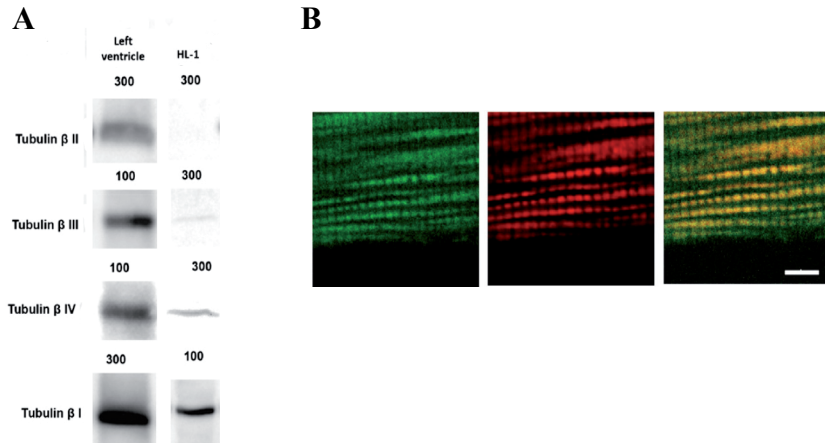 A
B
Left
ventricle
HL-1
300 300
Tubulin β II
100 300
Tubulin β III
100 300
Tubulin β IV
300 100
Tubulin β I